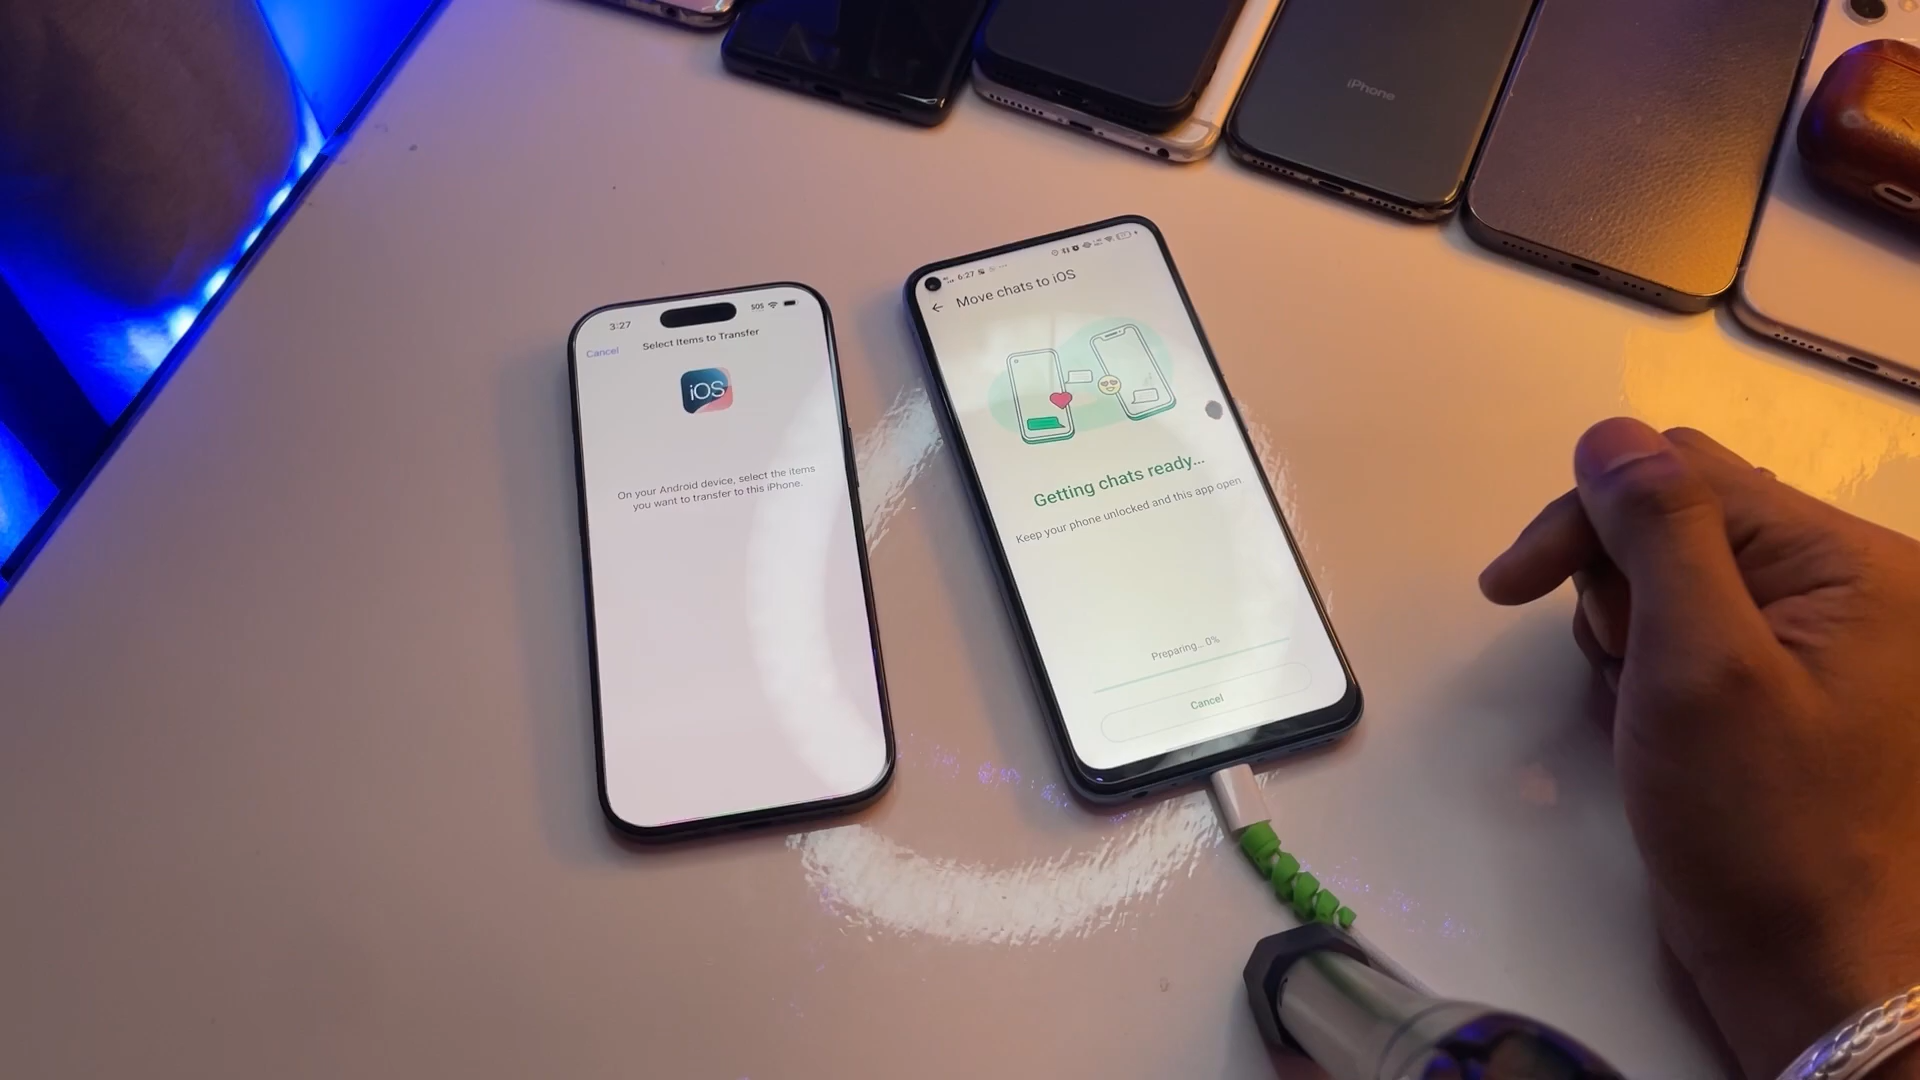 iPhone
3:27
SOS
Cancel
Select Items to Transfer
iOS
On your Android device, select the items
you want to transfer to this iPhone.
6:27
Move chats to iOS
Getting chats ready...
Keep your phone unlocked and this app open
Preparing... 0%
Cancel